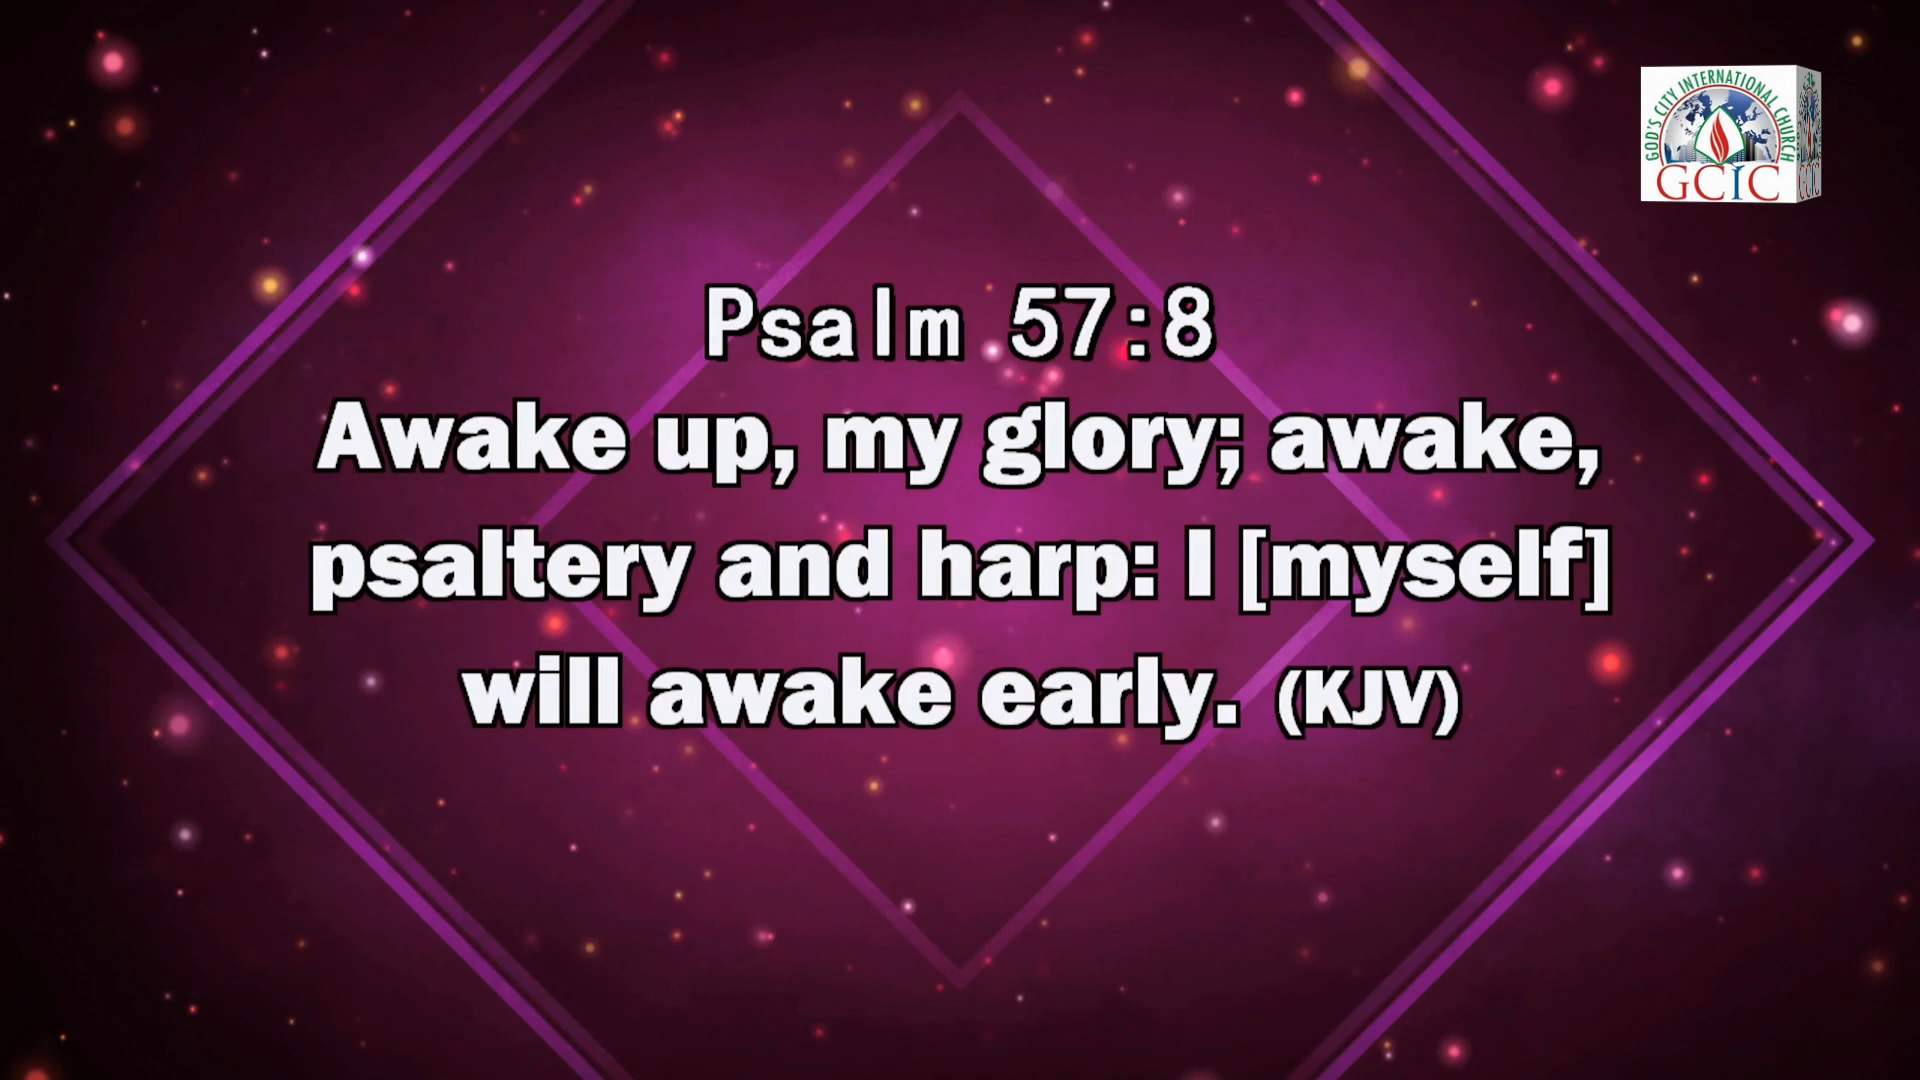 GOD'S CITY INTERNATIONAL CHURCH
GCIC
Psalm 57:8
Awake up, my glory; awake,
psaltery and harp: I [myself]
will awake early. (KJV)